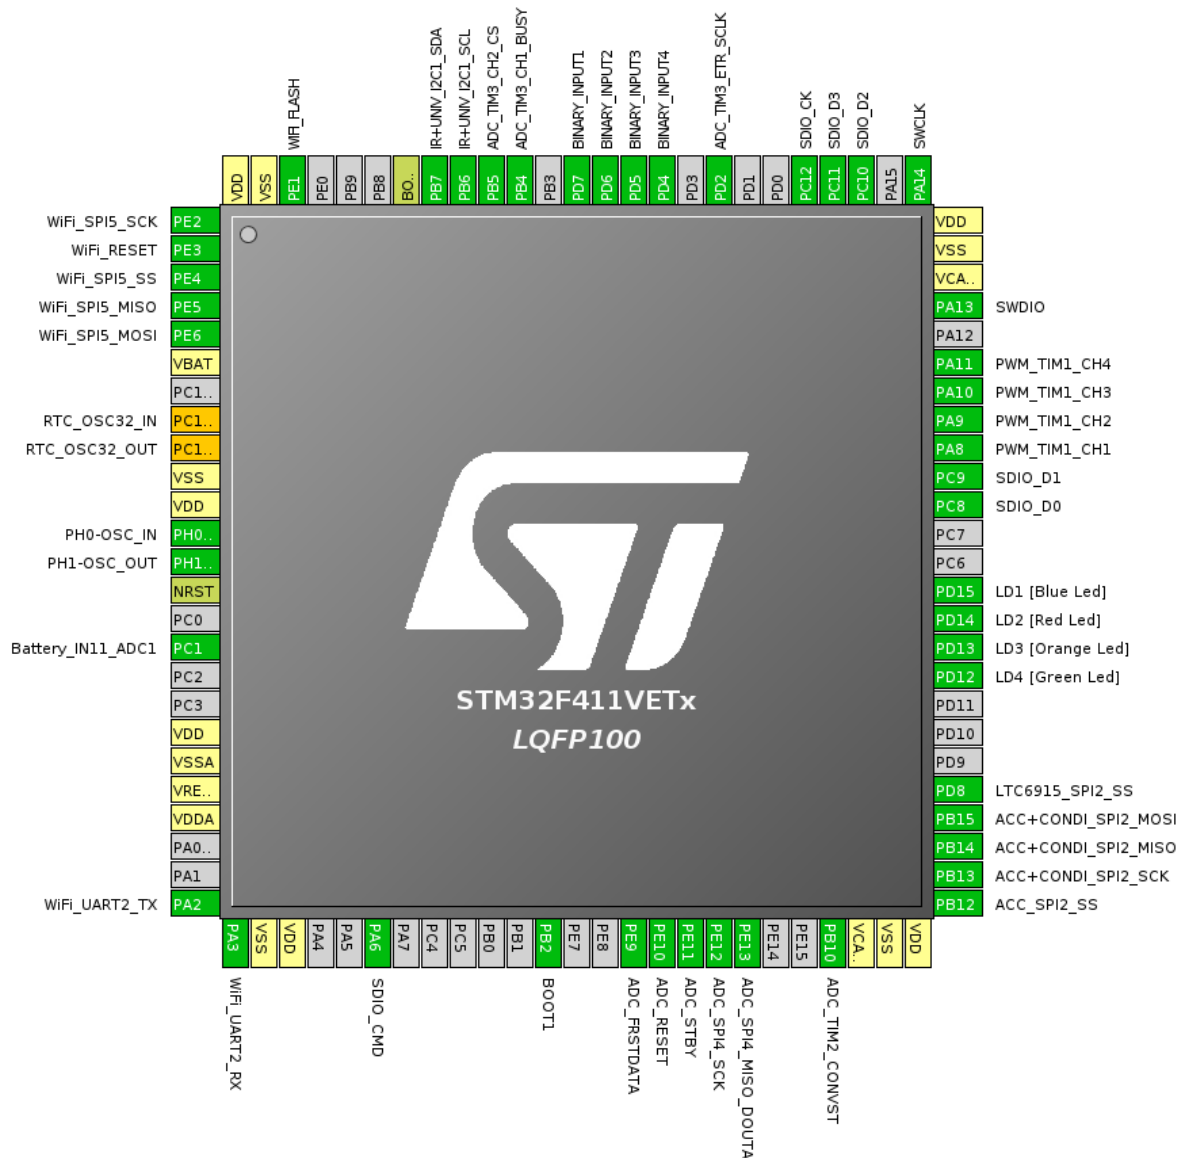 WIFI_FLASH
IR+UNIV_I2C1_SDA
IR+UNIV_I2C1_SCL
ADC_TIM3_CH2_CS
ADC_TIM3_CH1_BUSY
BINARY_INPUT1
BINARY_INPUT2
BINARY_INPUT3
BINARY_INPUT4
ADC_TIM3_ETR_SCLK
SDIO_CK
SDIO_D3
SDIO_D2
SWCLK
VDD
VSS
PE1
PE0
PB9
PB8
BO..
PB7
PB6
PB5
PB4
PB3
PD7
PD6
PD5
PD4
PD3
PD2
PD1
PD0
PC12
PC11
PC10
PA15
PA14
WiFi_SPI5_SCK PE2
WiFi_RESET PE3
WiFi_SPI5_SS PE4
WiFi_SPI5_MISO PE5
WiFi_SPI5_MOSI PE6
VBAT
PC1..
RTC_OSC32_IN PC1..
RTC_OSC32_OUT PC1..
VSS
VDD
PH0-OSC_IN PH0..
PH1-OSC_OUT PH1..
NRST
PC0
Battery_IN11_ADC1 PC1
PC2
PC3
VDD
VSSA
VRE..
VDDA
PA0..
PA1
WiFi_UART2_TX PA2
STM32F411VETx
LQFP100
VDD
VSS
VCA..
PA13 SWDIO
PA12
PA11 PWM_TIM1_CH4
PA10 PWM_TIM1_CH3
PA9 PWM_TIM1_CH2
PA8 PWM_TIM1_CH1
PC9 SDIO_D1
PC8 SDIO_D0
PC7
PC6
PD15 LD1 [Blue Led]
PD14 LD2 [Red Led]
PD13 LD3 [Orange Led]
PD12 LD4 [Green Led]
PD11
PD10
PD9
PD8 LTC6915_SPI2_SS
PB15 ACC+CONDI_SPI2_MOSI
PB14 ACC+CONDI_SPI2_MISO
PB13 ACC+CONDI_SPI2_SCK
PB12 ACC_SPI2_SS
PA3
VSS
VDD
PA4
PA5
PA6
PA7
PC4
PC5
PB0
PB1
PB2
PE7
PE8
PE9
PE10
PE11
PE12
PE13
PE14
PE15
PB10
VCA..
VSS
VDD
WiFi_UART2_RX
SDIO_CMD
BOOT1
ADC_FRSTDATA
ADC_RESET
ADC_STBY
ADC_SPI4_SCK
ADC_SPI4_MISO_DOUTA
ADC_TIM2_CONVST